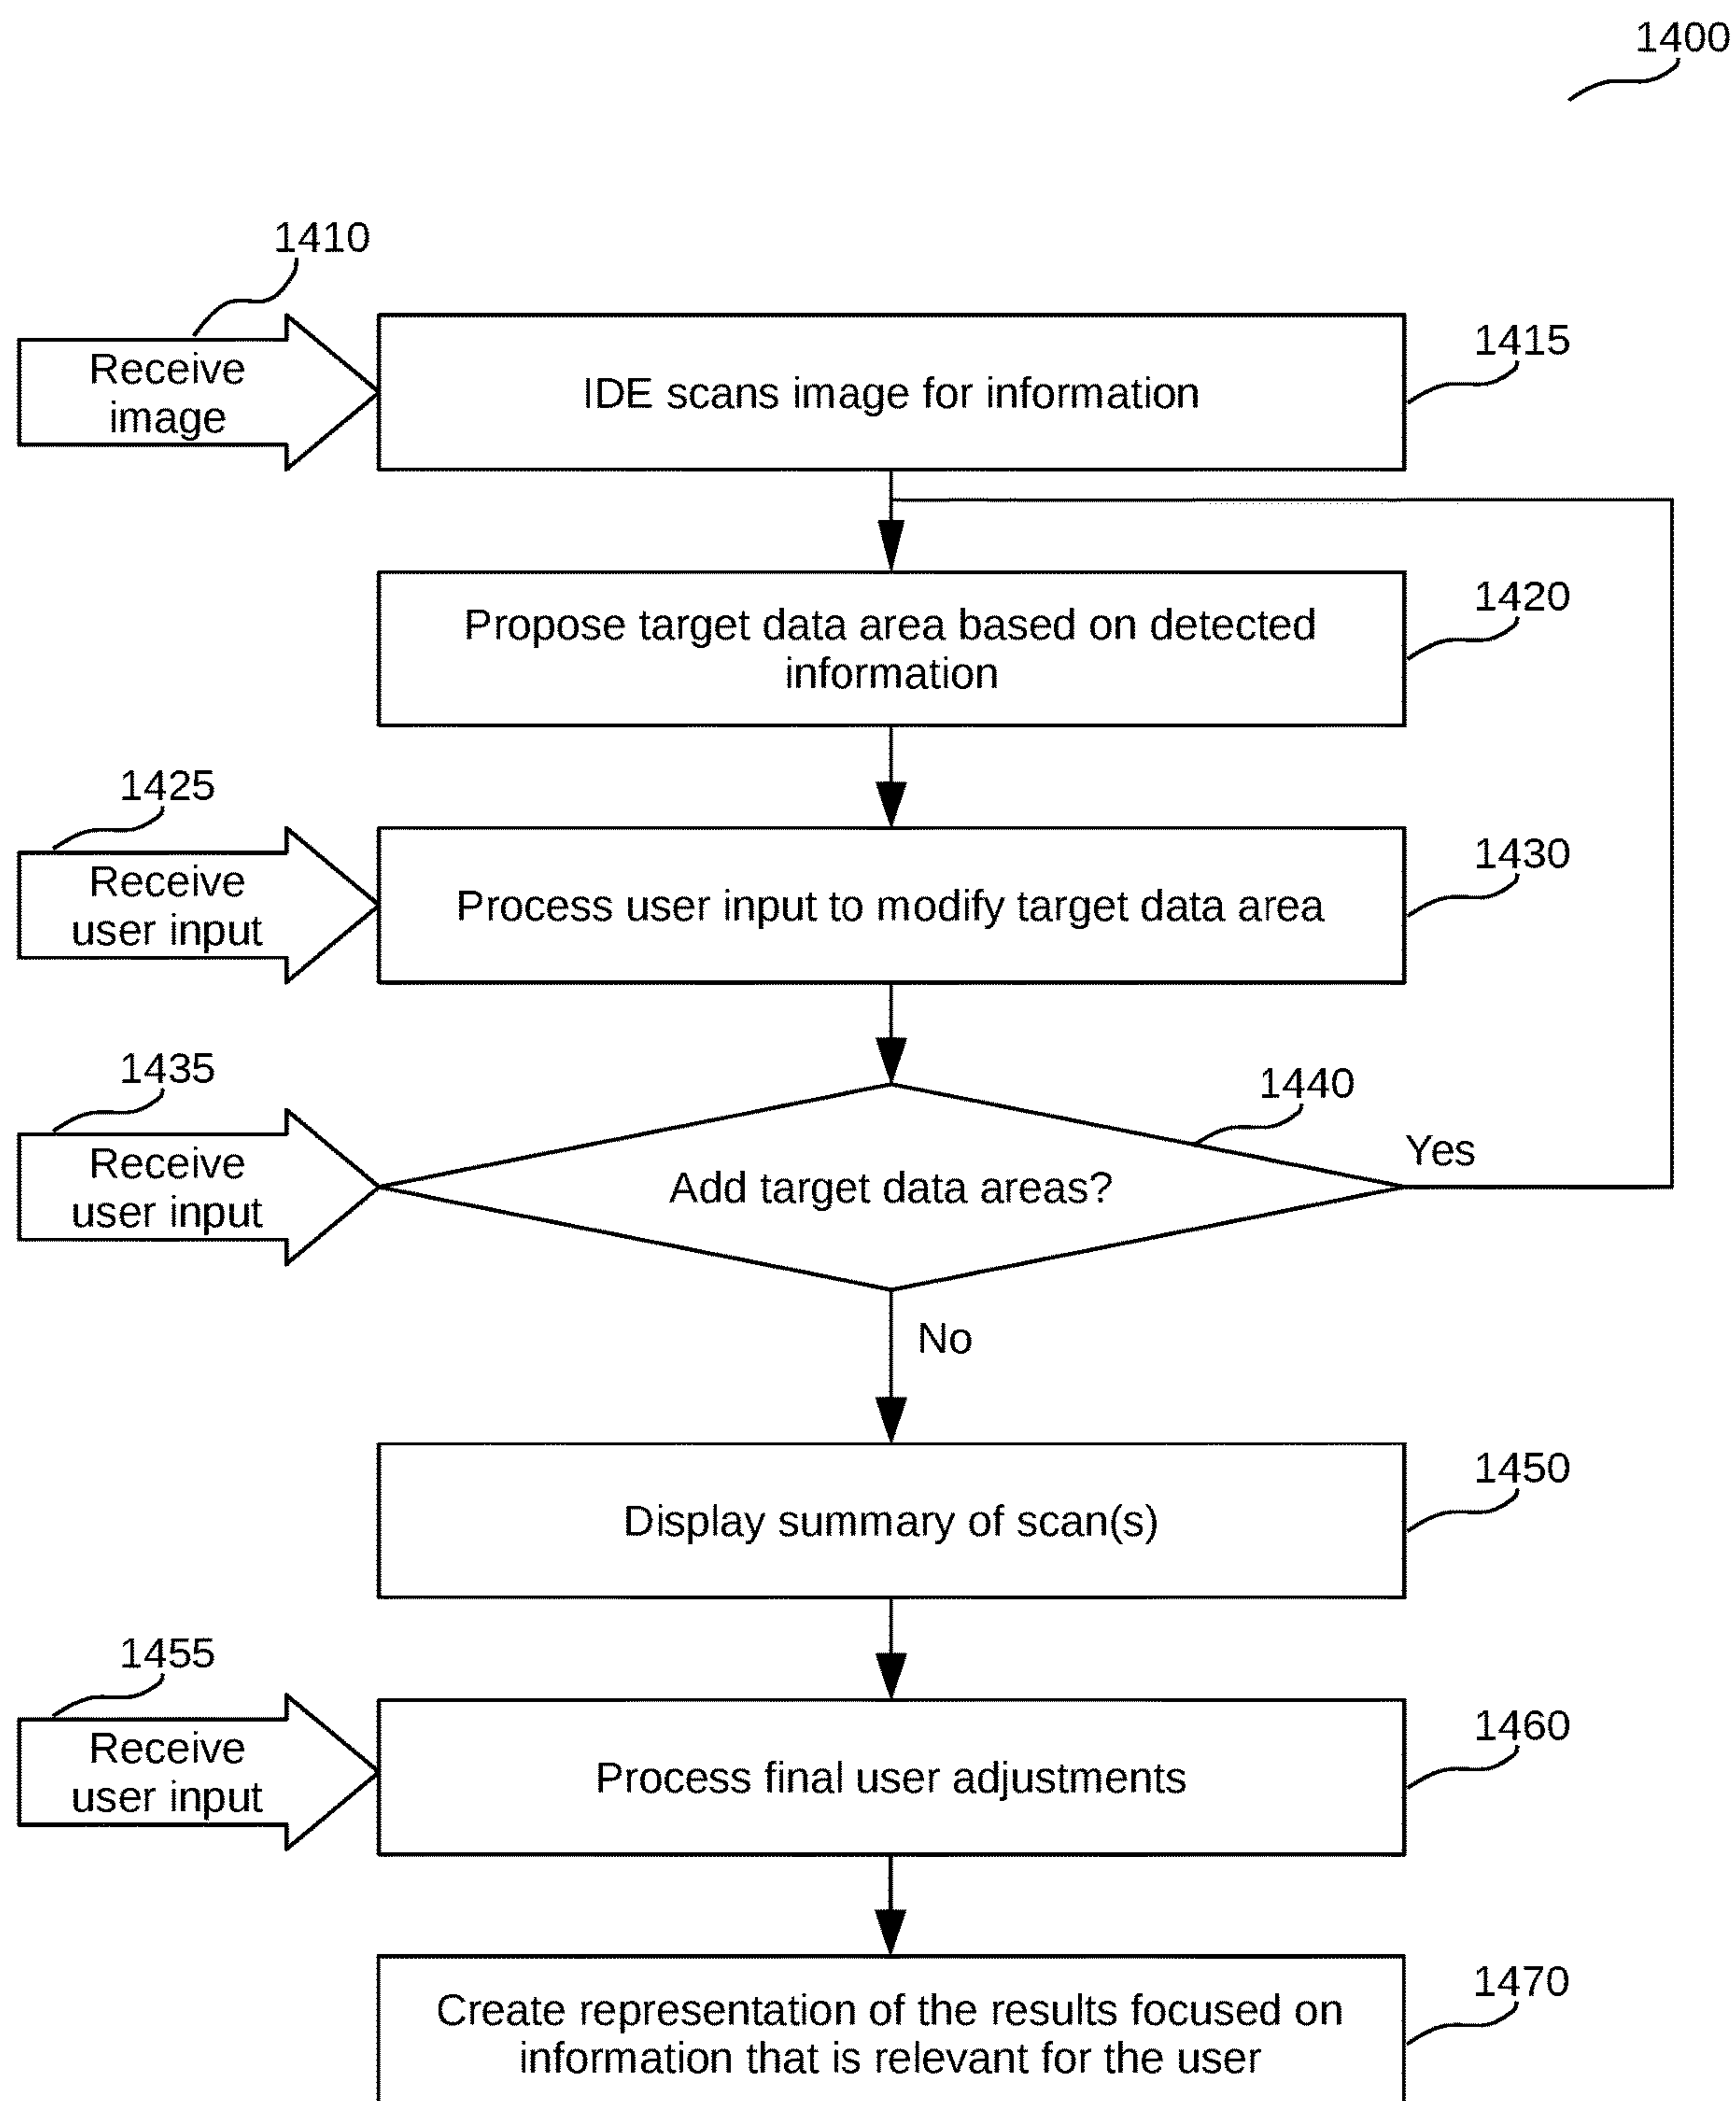 1400
1410
Receive
image
IDE scans image for information
1415
Propose target data area based on detected
information
1420
1425
Receive
user input
Process user input to modify target data area
1430
1435
Receive
user input
Add target data areas?
1440
Yes
No
Display summary of scan(s)
1450
1455
Receive
user input
Process final user adjustments
1460
Create representation of the results focused on
information that is relevant for the user
1470